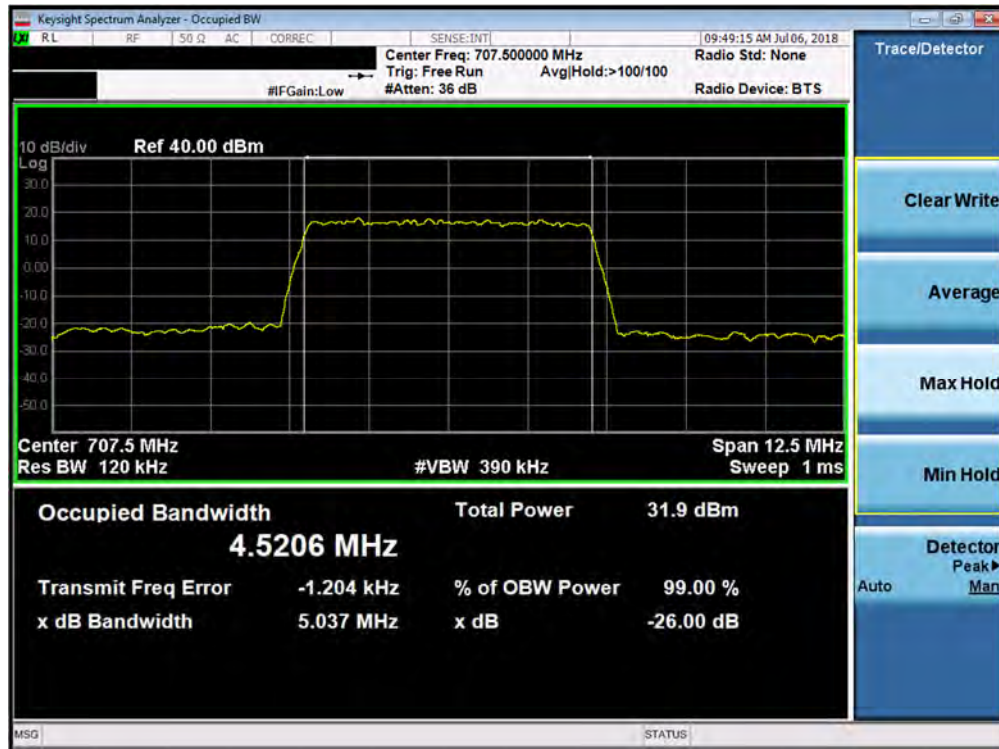 Keysight Spectrum Analyzer - Occupied BW
LXI RL RF 50 Ω AC CORREC SENSE:INT 09:49:15 AM Jul 06, 2018
Center Freq: 707.500000 MHz Radio Std: None
Trig: Free Run Avg|Hold:>100/100
#IFGain:Low #Atten: 36 dB Radio Device: BTS
Trace/Detector
10 dB/div Ref 40.00 dBm
Log
30.0
20.0
10.0
0.00
-10.0
-20.0
-30.0
-40.0
-50.0
Center 707.5 MHz Span 12.5 MHz
Res BW 120 kHz #VBW 390 kHz Sweep 1 ms
Occupied Bandwidth Total Power 31.9 dBm
4.5206 MHz
Transmit Freq Error -1.204 kHz % of OBW Power 99.00 %
x dB Bandwidth 5.037 MHz x dB -26.00 dB
Clear Write
Average
Max Hold
Min Hold
Detector
Peak
Auto Man
MSG STATUS